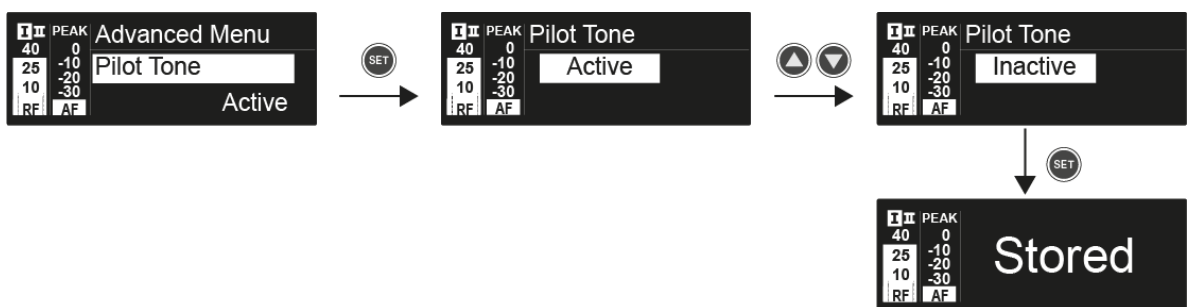 I II PEAK Advanced Menu
40 0
25 -10 Pilot Tone
-20
10 -30
RF AF Active
SET
I II PEAK Pilot Tone
40 0
25 -10 Active
-20
10 -30
RF AF
I II PEAK Pilot Tone
40 0
25 -10 Inactive
-20
10 -30
RF AF
SET
I II PEAK
40 0
25 -10 Stored
-20
10 -30
RF AF